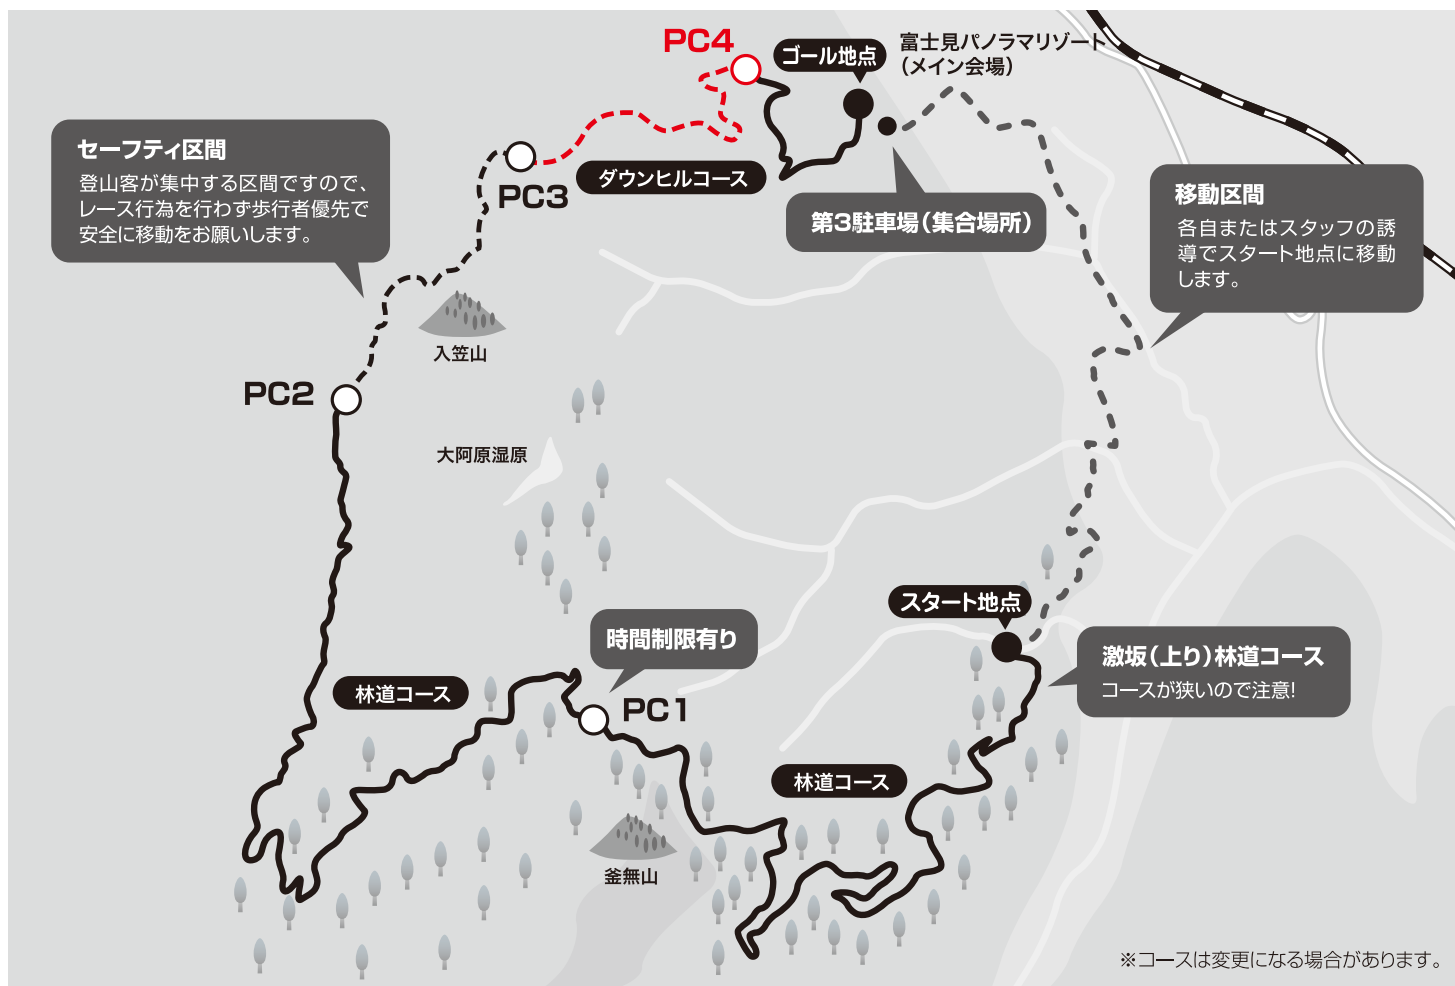 PC4
ゴール地点
富士見パノラマリゾート
(メイン会場)
セーフティ区間
登山客が集中する区間ですので、
レース行為を行わず歩行者優先で
安全に移動をお願いします。
PC3
ダウンヒルコース
第3駐車場(集合場所)
移動区間
各自またはスタッフの誘
導でスタート地点に移動
します。
入笠山
PC2
大阿原湿原
スタート地点
時間制限有り
激坂(上り)林道コース
コースが狭いので注意!
林道コース
PC1
林道コース
釜無山
※コースは変更になる場合があります。